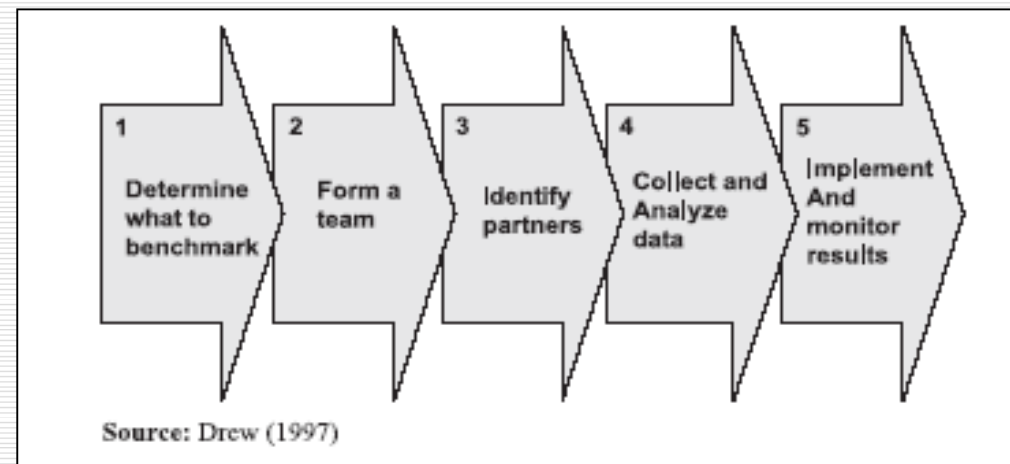 1
Determine
what to
benchmark
2
Form a
team
3
Identify
partners
4
Collect and
Analyze
data
5
Implement
And
monitor
results
Source: Drew (1997)